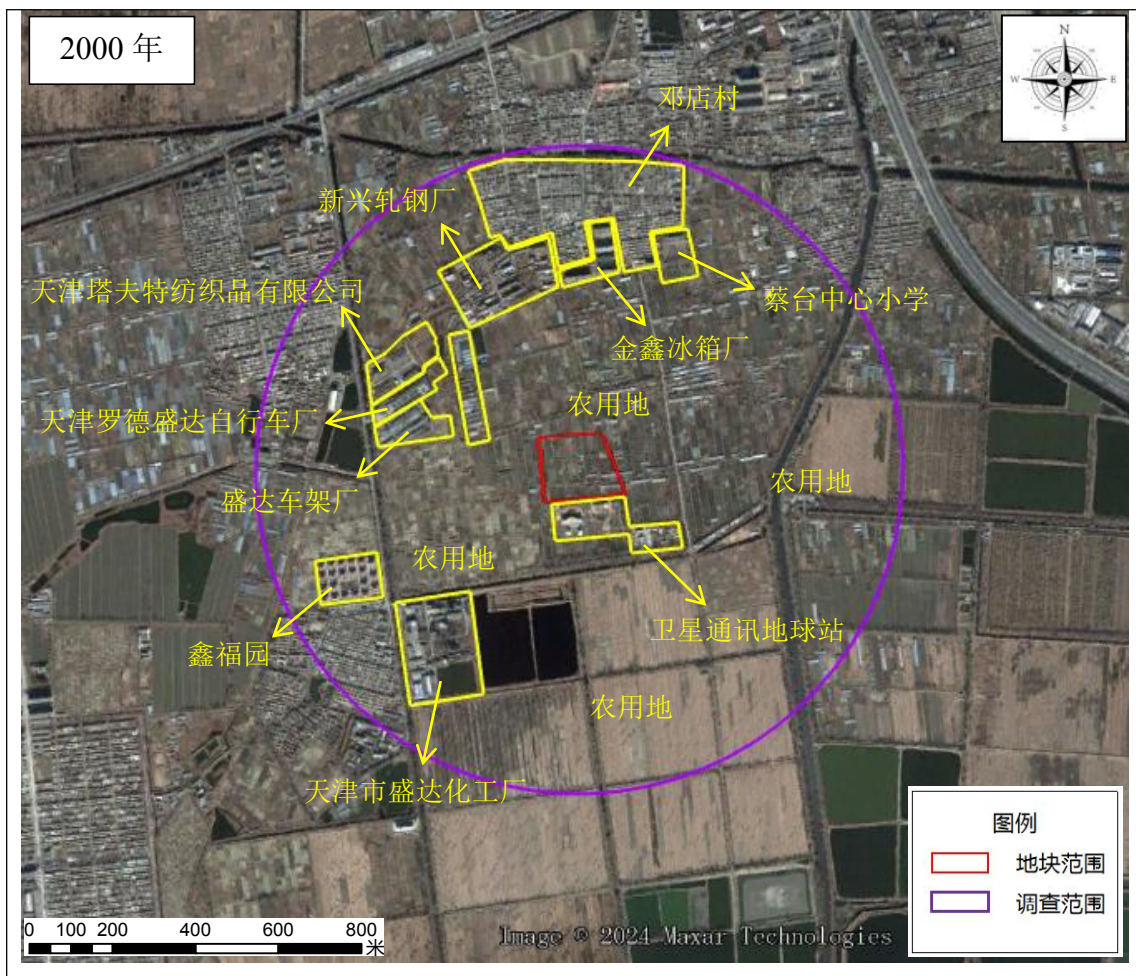 2000 年
N
W
E
S
邓店村
新兴轧钢厂
天津塔夫特纺织品有限公司
蔡台中心小学
金鑫冰箱厂
农用地
天津罗德盛达自行车厂
农用地
盛达车架厂
农用地
卫星通讯地球站
鑫福园
农用地
天津市盛达化工厂
图例
地块范围
调查范围
0 100 200 400 600 800
米
Image © 2024 Maxar Technologies